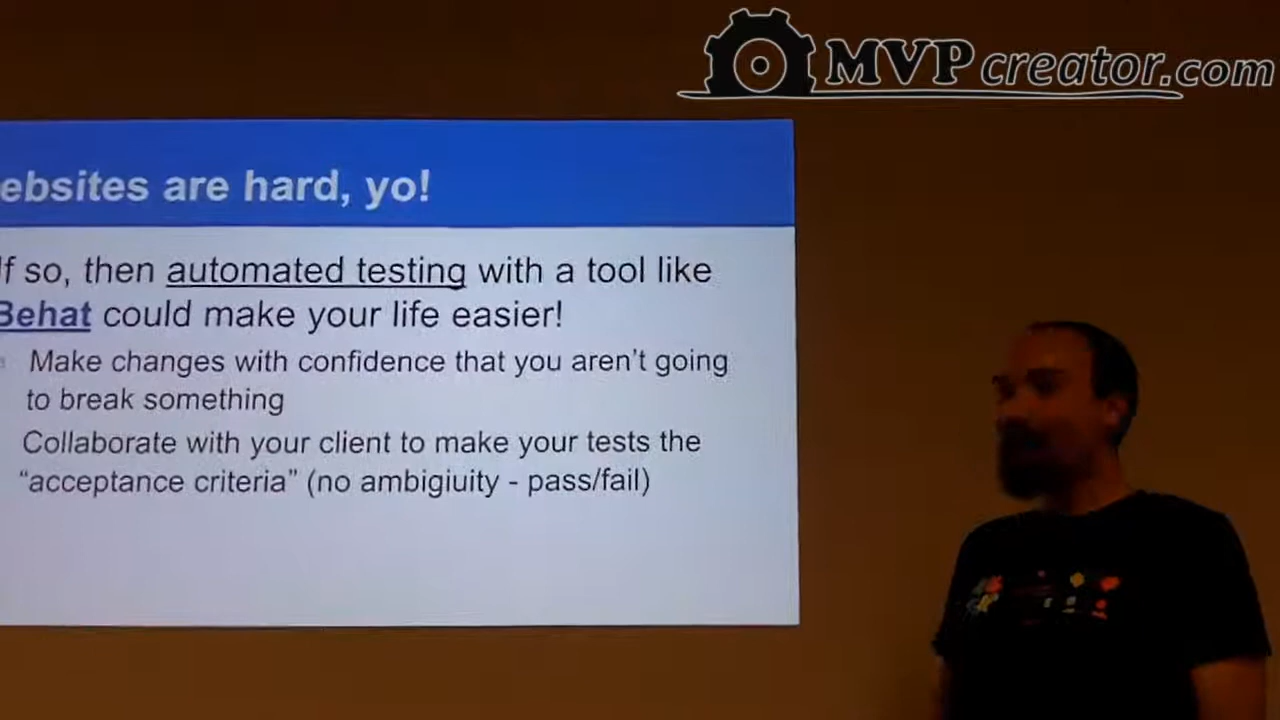 MVPcreator.com
ebsites are hard, yo!
If so, then automated testing with a tool like
Behat could make your life easier!
Make changes with confidence that you aren't going
to break something
Collaborate with your client to make your tests the
“acceptance criteria” (no ambigiuity - pass/fail)